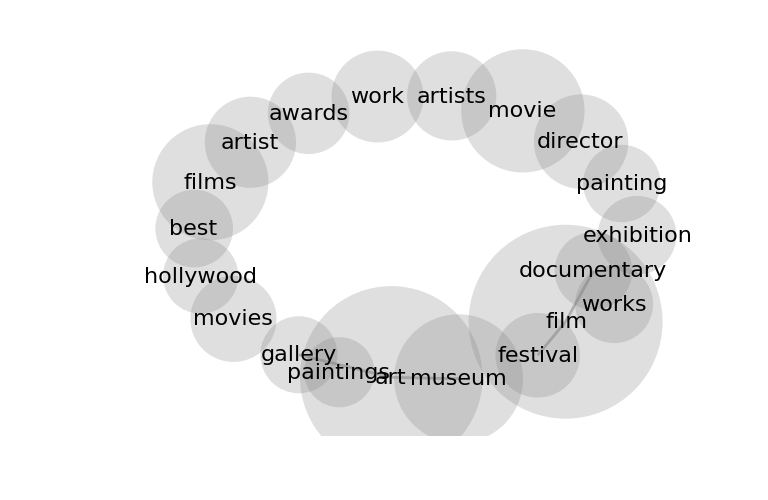 work
artists
movie
awards
artist
director
films
painting
best
exhibition
documentary
hollywood
works
movies
film
gallery
festival
paintings
art
museum